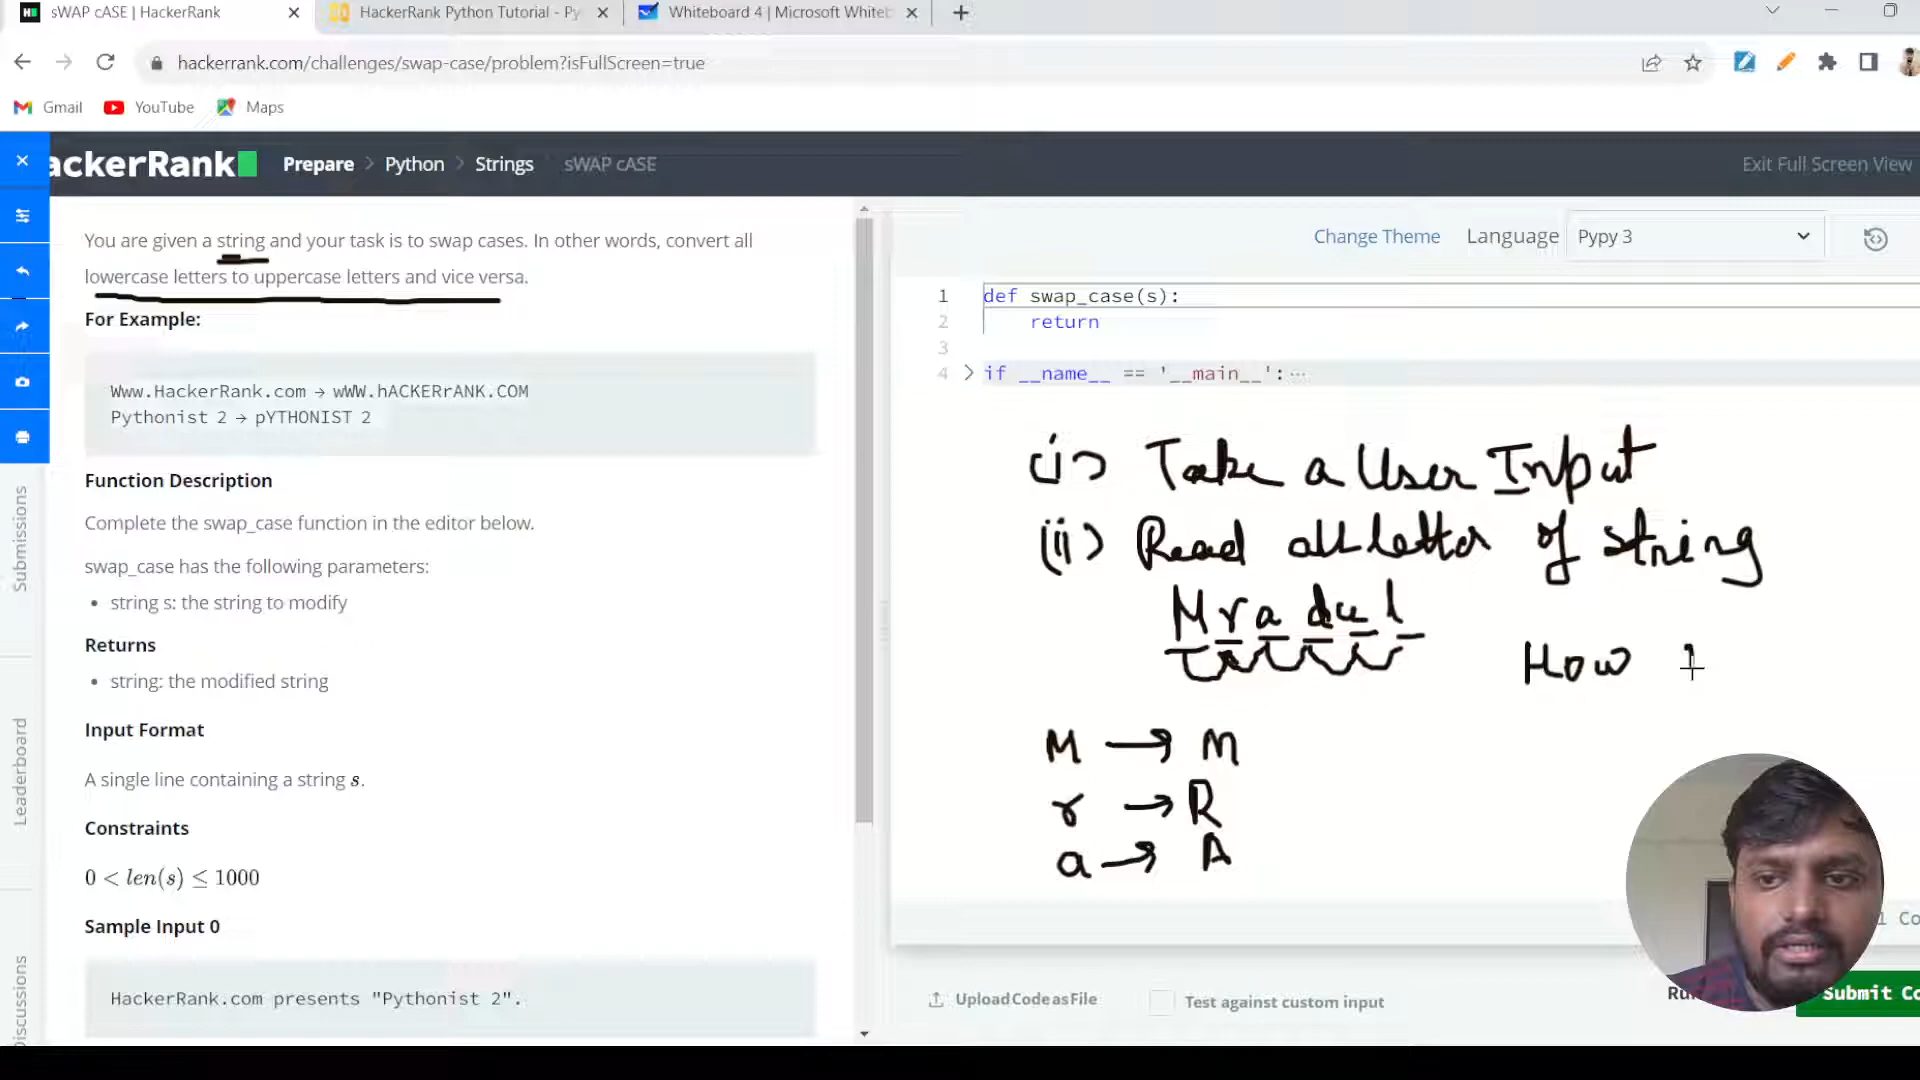 sWAP cASE | HackerRank
HackerRank Python Tutorial - Py
Whiteboard 4 | Microsoft White
hackerrank.com/challenges/swap-case/problem?isFullScreen=true
Gmail
YouTube
Maps
ackerRank
Prepare > Python > Strings
sWAP cASE
Exit Full Screen View
You are given a string and your task is to swap cases. In other words, convert all
lowercase letters to uppercase letters and vice versa.
For Example:
Www.HackerRank.com → wWW.hACKERrANK.COM
Pythonist 2 → pYTHONIST 2
Function Description
Complete the swap_case function in the editor below.
swap_case has the following parameters:
• string s: the string to modify
Returns
• string: the modified string
Input Format
A single line containing a string s.
Constraints
0 < len(s) ≤ 1000
Sample Input 0
HackerRank.com presents "Pythonist 2".
Submissions
Leaderboard
Discussions
Change Theme
Language
Pypy 3
1 def swap_case(s):
2 return
3
4 > if __name__ == '__main__':...
(i) Take a User Input
(ii) Read all letter of string
Mradul
How
M → m
r → R
a → A
Upload Code as File
Test against custom input
Ru
Submit Co